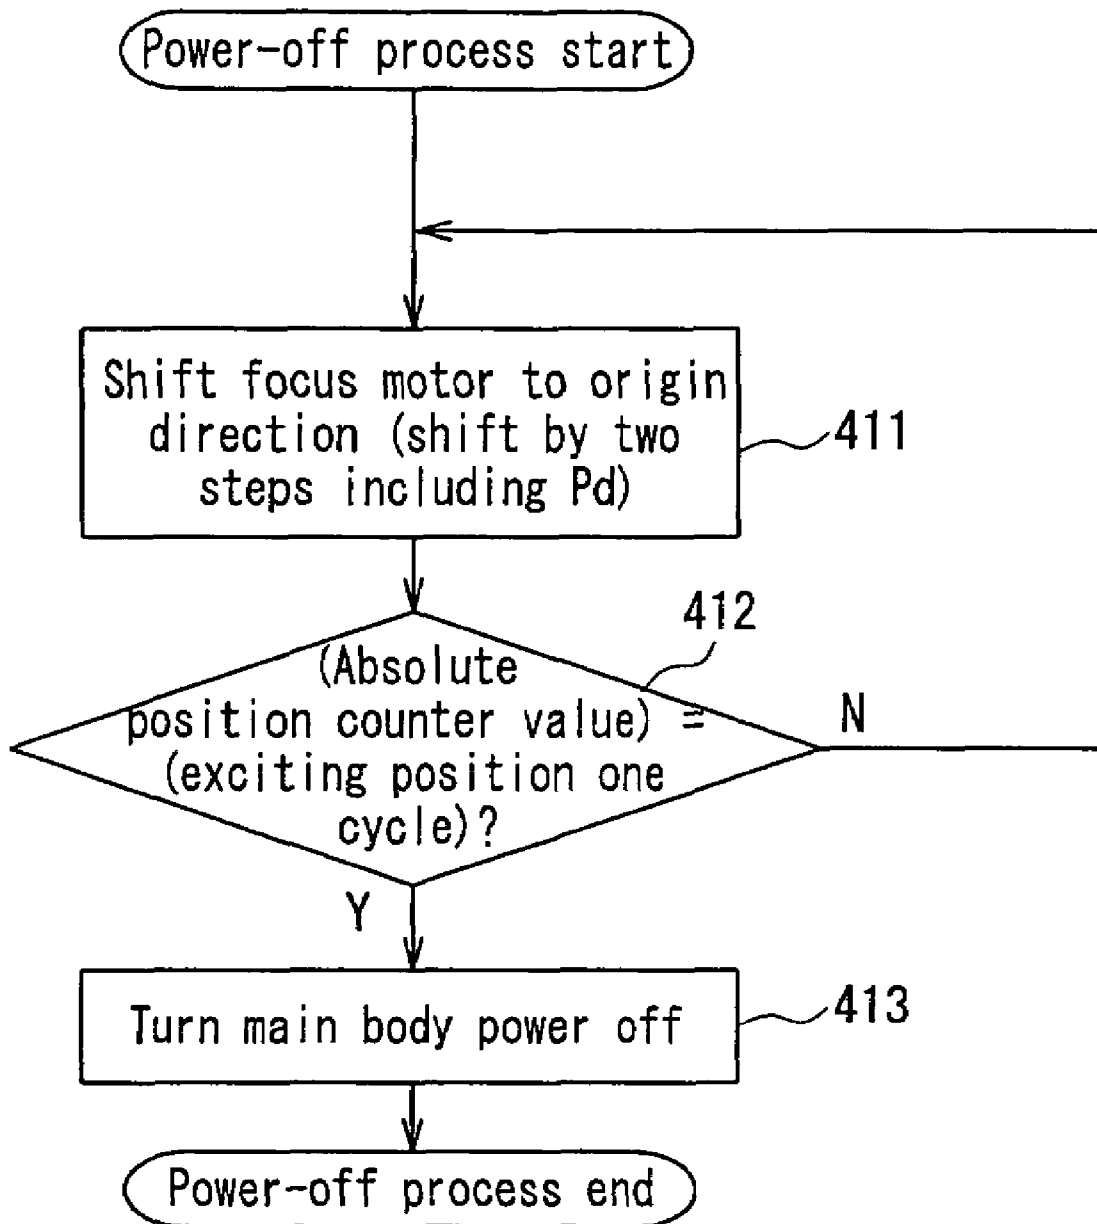 Power-off process start
Shift focus motor to origin
direction (shift by two
steps including Pd)
411
412
(Absolute
position counter value) =
(exciting position one
cycle)?
N
Y
Turn main body power off
413
Power-off process end